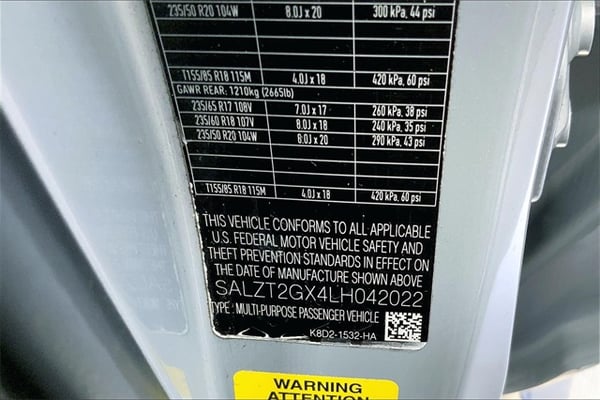 235/50 R20 104W 8.0J x 20 300 kPa, 44 psi
T155/85 R18 115M 4.0J x 18 420 kPa, 60 psi
GAWR REAR: 1210kg (2665lb)
235/65 R17 108V 7.0J x 17 260 kPa, 38 psi
235/60 R18 107V 8.0J x 18 240 kPa, 35 psi
235/50 R20 104W 8.0J x 20 290 kPa, 43 psi
T155/85 R18 115M 4.0J x 18 420 kPa, 60 psi
THIS VEHICLE CONFORMS TO ALL APPLICABLE
U.S. FEDERAL MOTOR VEHICLE SAFETY AND
THEFT PREVENTION STANDARDS IN EFFECT ON
THE DATE OF MANUFACTURE SHOWN ABOVE
SALZT2GX4LH042022
TYPE : MULTI-PURPOSE PASSENGER VEHICLE
K8D2-1532-HA
WARNING
ATTENTION